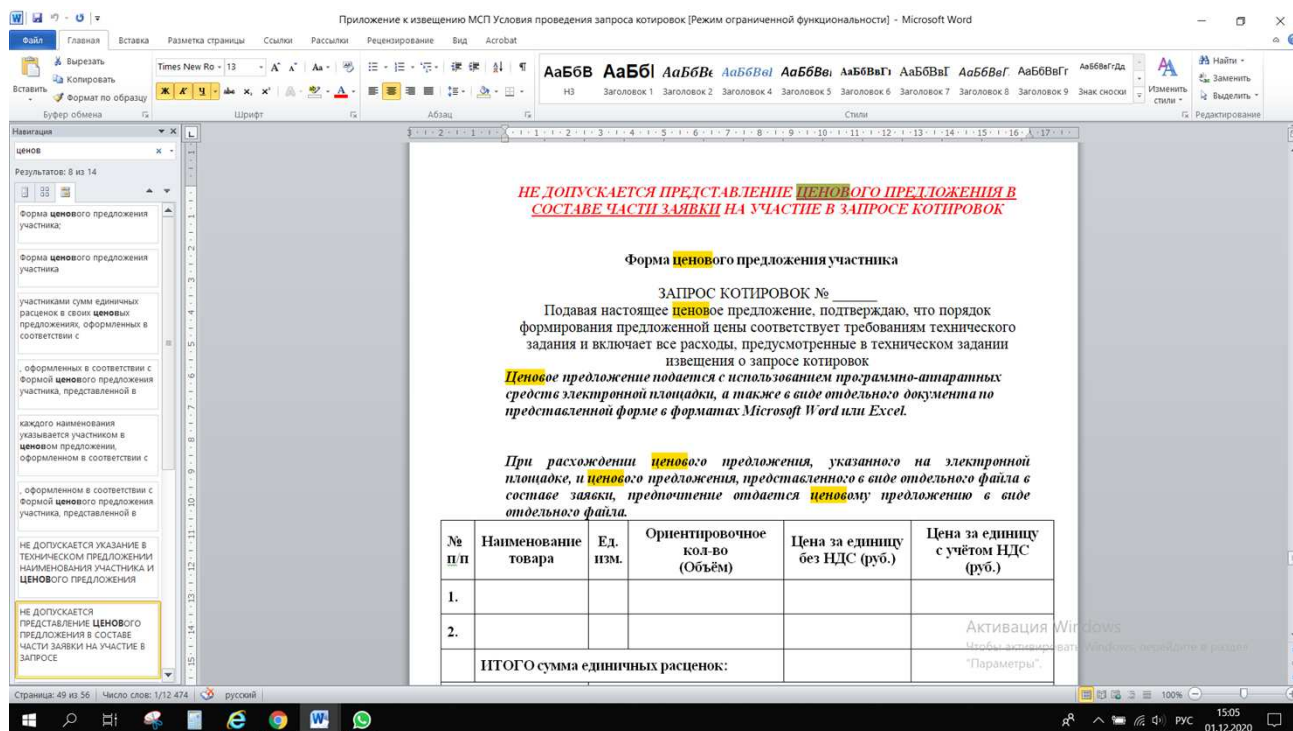 Приложение к извещению МСП Условия проведения запроса котировок [Режим ограниченной функциональности] - Microsoft Word
Файл Главная Вставка Разметка страницы Ссылки Рассылки Рецензирование Вид Acrobat
Вставить
Вырезать
Копировать
Формат по образцу
Буфер обмена
Times New Ro 13
Ж К Ч abe x, x'
Шрифт
Абзац
АаБбВ АаБбІ АаБбВг АаБбВвІ АаБбВві АаБбВвГг АаБбВвГ АаБбВвГ. АаБбВвГг АаБбВвГгДд
H3 Заголовок 1 Заголовок 2 Заголовок 4 Заголовок 5 Заголовок 6 Заголовок 7 Заголовок 8 Заголовок 9 Знак сноски
Стили
Изменить стили
Найти
Заменить
Выделить
Редактирование
Навигация
ценов
Результатов: 8 из 14
Форма ценового предложения
участника;
Форма ценового предложения
участника
участниками сумм единичных
расценок в своих ценовых
предложениях, оформленных в
соответствии с
, оформленных в соответствии с
Формой ценового предложения
участника, представленной в
каждого наименования
указывается участником в
ценовом предложении,
оформленном в соответствии с
, оформленном в соответствии с
Формой ценового предложения
участника, представленной в
НЕ ДОПУСКАЕТСЯ УКАЗАНИЕ В
ТЕХНИЧЕСКОМ ПРЕДЛОЖЕНИИ
НАИМЕНОВАНИЯ УЧАСТНИКА И
ЦЕНОВОГО ПРЕДЛОЖЕНИЯ
НЕ ДОПУСКАЕТСЯ
ПРЕДСТАВЛЕНИЕ ЦЕНОВОГО
ПРЕДЛОЖЕНИЯ В СОСТАВЕ
ЧАСТИ ЗАЯВКИ НА УЧАСТИЕ В
ЗАПРОСЕ
НЕ ДОПУСКАЕТСЯ ПРЕДСТАВЛЕНИЕ ЦЕНОВОГО ПРЕДЛОЖЕНИЯ В
СОСТАВЕ ЧАСТИ ЗАЯВКИ НА УЧАСТИЕ В ЗАПРОСЕ КОТИРОВОК
Форма ценового предложения участника
ЗАПРОС КОТИРОВОК № ______
Подавая настоящее ценовое предложение, подтверждаю, что порядок
формирования предложенной цены соответствует требованиям технического
задания и включает все расходы, предусмотренные в техническом задании
извещения о запросе котировок
Ценовое предложение подается с использованием программно-аппаратных
средств электронной площадки, а также в виде отдельного документа по
представленной форме в форматах Microsoft Word или Excel.
При расхождении ценового предложения, указанного на электронной
площадке, и ценового предложения, представленного в виде отдельного файла в
составе заявки, предпочтение отдается ценовому предложению в виде
отдельного файла.
№ п/п Наименование товара Ед. изм. Ориентировочное кол-во (Объём) Цена за единицу без НДС (руб.) Цена за единицу с учётом НДС (руб.)
1.
2.
ИТОГО сумма единичных расценок:
Активация Windows
Чтобы активировать Windows, перейдите в раздел
"Параметры".
Страница: 49 из 56 Число слов: 1/12 474 русский
100%
РУС
15:05
01.12.2020